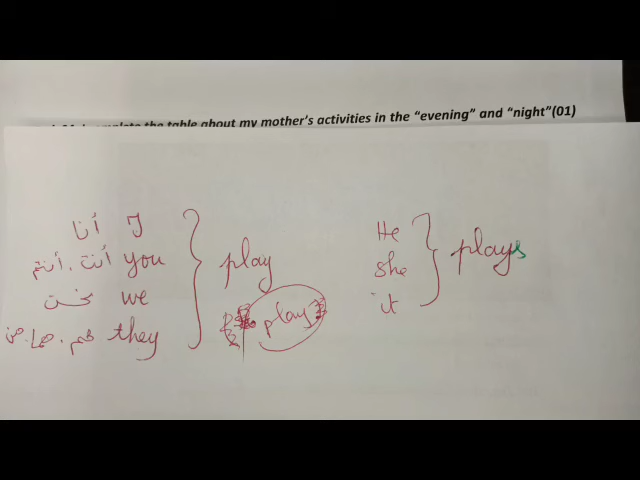 complete the table about my mother's activities in the "evening" and "night"(01)
أنا I
أنت . أنتم you
نحن we
هم . هما . هن they
play
play
He
she
it
plays